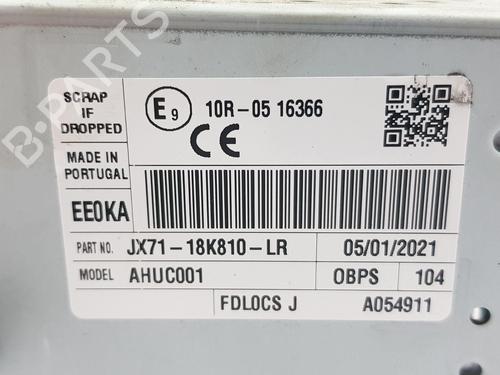 SCRAP
IF
DROPPED
E9
10R-05 16366
CE
MADE IN
PORTUGAL
EE0KA
PART NO. JX71-18K810-LR 05/01/2021
MODEL AHUC001 OBPS 104
FDLOCS J A054911
B-PARTS